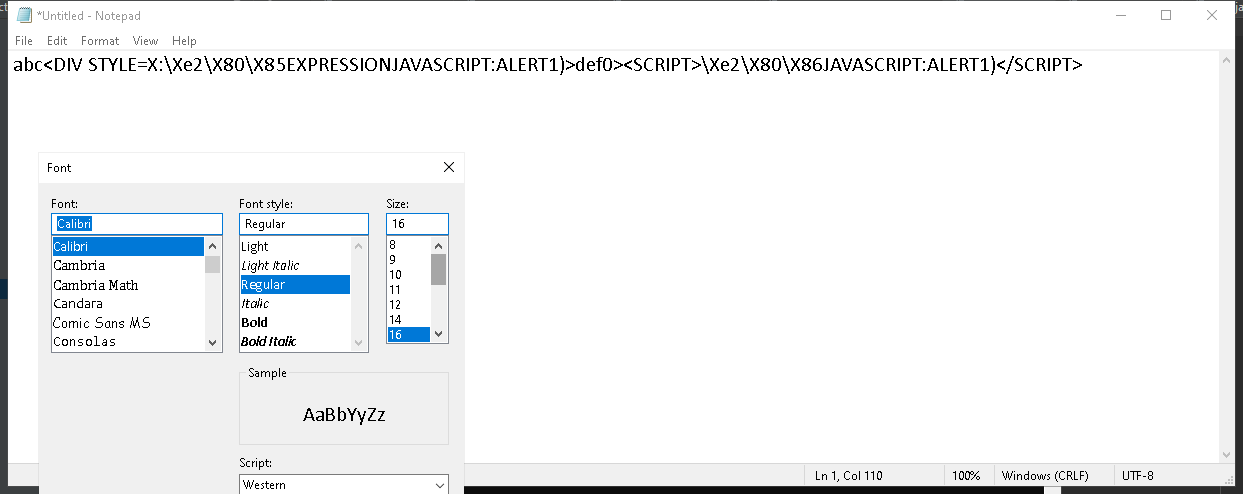 *Untitled - Notepad
File Edit Format View Help
abc<DIV STYLE=X:\Xe2\X80\X85EXPRESSIONJAVASCRIPT:ALERT1)>def0><SCRIPT>\Xe2\X80\X86JAVASCRIPT:ALERT1)</SCRIPT>
Font
Font: Font style: Size:
Calibri Regular 16
Calibri
Cambria
Cambria Math
Candara
Comic Sans MS
Consolas
Light
Light Italic
Regular
Italic
Bold
Bold Italic
8
9
10
11
12
14
16
Sample
AaBbYyZz
Script:
Western
Ln 1, Col 110 100% Windows (CRLF) UTF-8